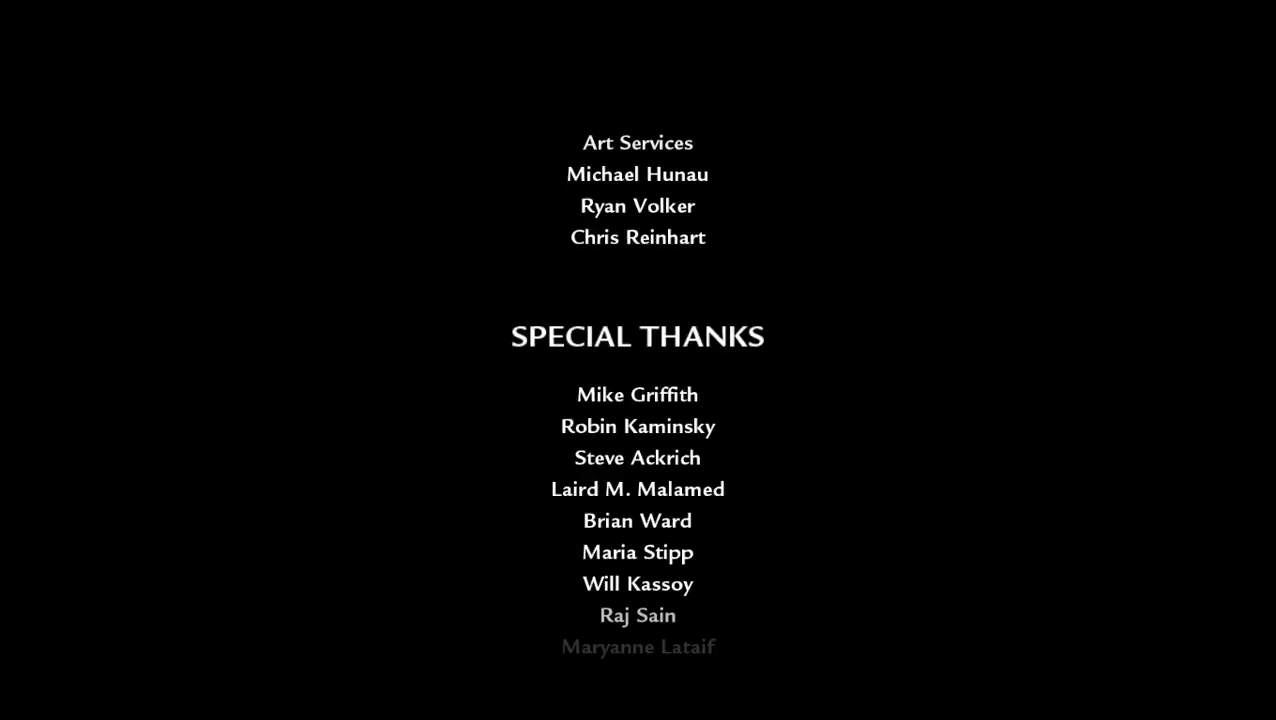 Art Services
Michael Hunau
Ryan Volker
Chris Reinhart
SPECIAL THANKS
Mike Griffith
Robin Kaminsky
Steve Ackrich
Laird M. Malamed
Brian Ward
Maria Stipp
Will Kassoy
Raj Sain
Maryanne Lataif